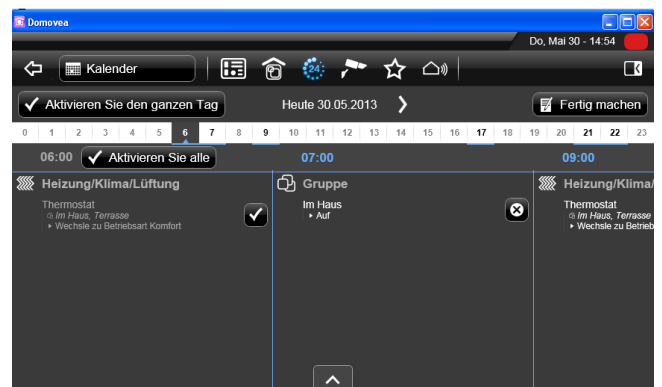 Domovea
Do, Mai 30 - 14:54
Kalender
24
Aktivieren Sie den ganzen Tag
Heute 30.05.2013
Fertig machen
0 1 2 3 4 5 6 7 8 9 10 11 12 13 14 15 16 17 18 19 20 21 22 23
06:00 Aktivieren Sie alle 07:00 09:00
Heizung/Klima/Lüftung Gruppe Heizung/Klima/
Thermostat Im Haus Thermostat
Im Haus, Terrasse Auf Im Haus, Terrasse
Wechsle zu Betriebsart Komfort Wechsle zu Betrieb